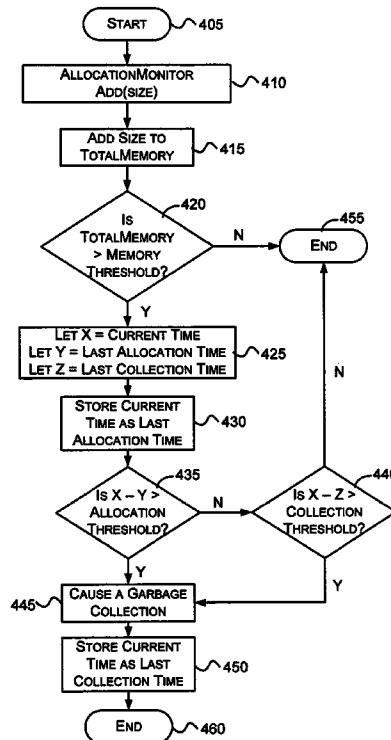 START
405
ALLOCATIONMONITOR
ADD(SIZE)
410
ADD SIZE TO
TOTALMEMORY
415
420
IS
TOTALMEMORY
> MEMORY
THRESHOLD?
N
455
END
Y
LET X = CURRENT TIME
LET Y = LAST ALLOCATION TIME
LET Z = LAST COLLECTION TIME
425
N
STORE CURRENT
TIME AS LAST
ALLOCATION TIME
430
435
IS X – Y >
ALLOCATION
THRESHOLD?
N
440
IS X – Z >
COLLECTION
THRESHOLD?
Y
Y
445
CAUSE A GARBAGE
COLLECTION
STORE CURRENT
TIME AS LAST
COLLECTION TIME
450
END
460